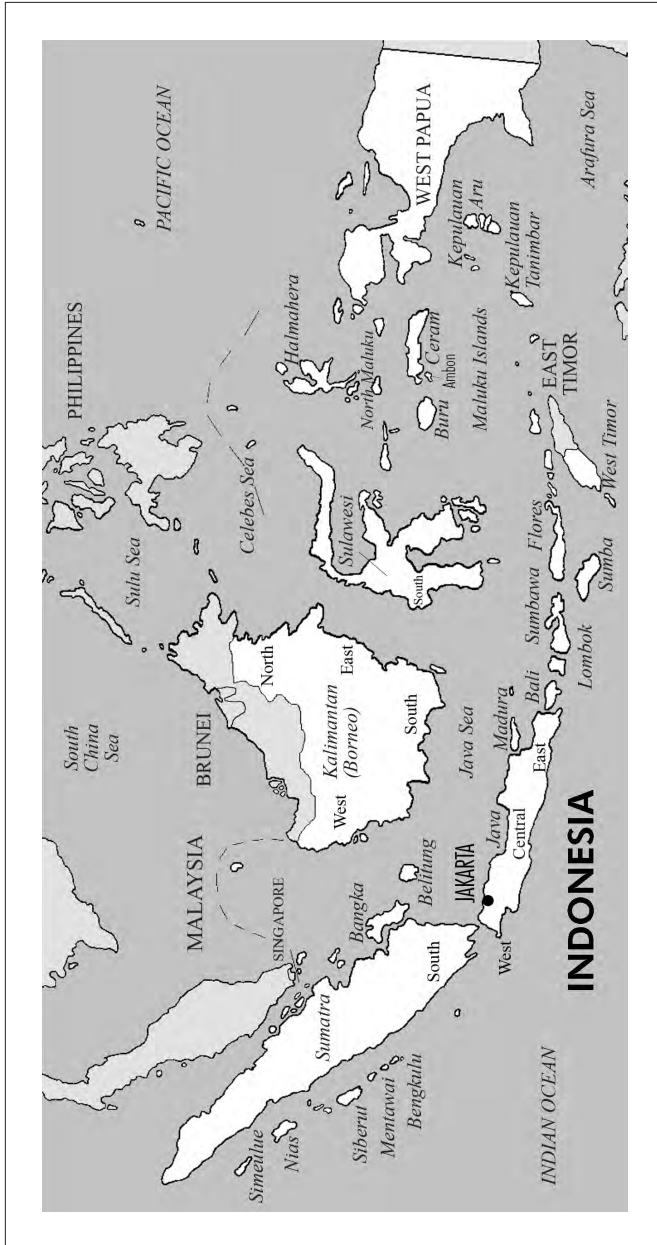 PACIFIC OCEAN
PHILIPPINES
South
China
Sea
Sulu Sea
Celebes Sea
MALAYSIA
BRUNEI
SINGAPORE
Halmahera
North Maluku
WEST PAPUA
North
East
Kalimantan
(Borneo)
West
South
Sulawesi
South
Simeulue
Nias
Sumatra
South
Siberut
Mentawai
Bengkulu
Bangka
Belitung
Buru
Ambon
Ceram
Maluku Islands
Kepulauan
Aru
Kepulauan
Tanimbar
Java Sea
JAKARTA
West
Java
Central
East
Madura
Bali
Lombok
Sumbawa
Flores
Sumba
EAST
TIMOR
West Timor
Arafura Sea
INDIAN OCEAN
INDONESIA